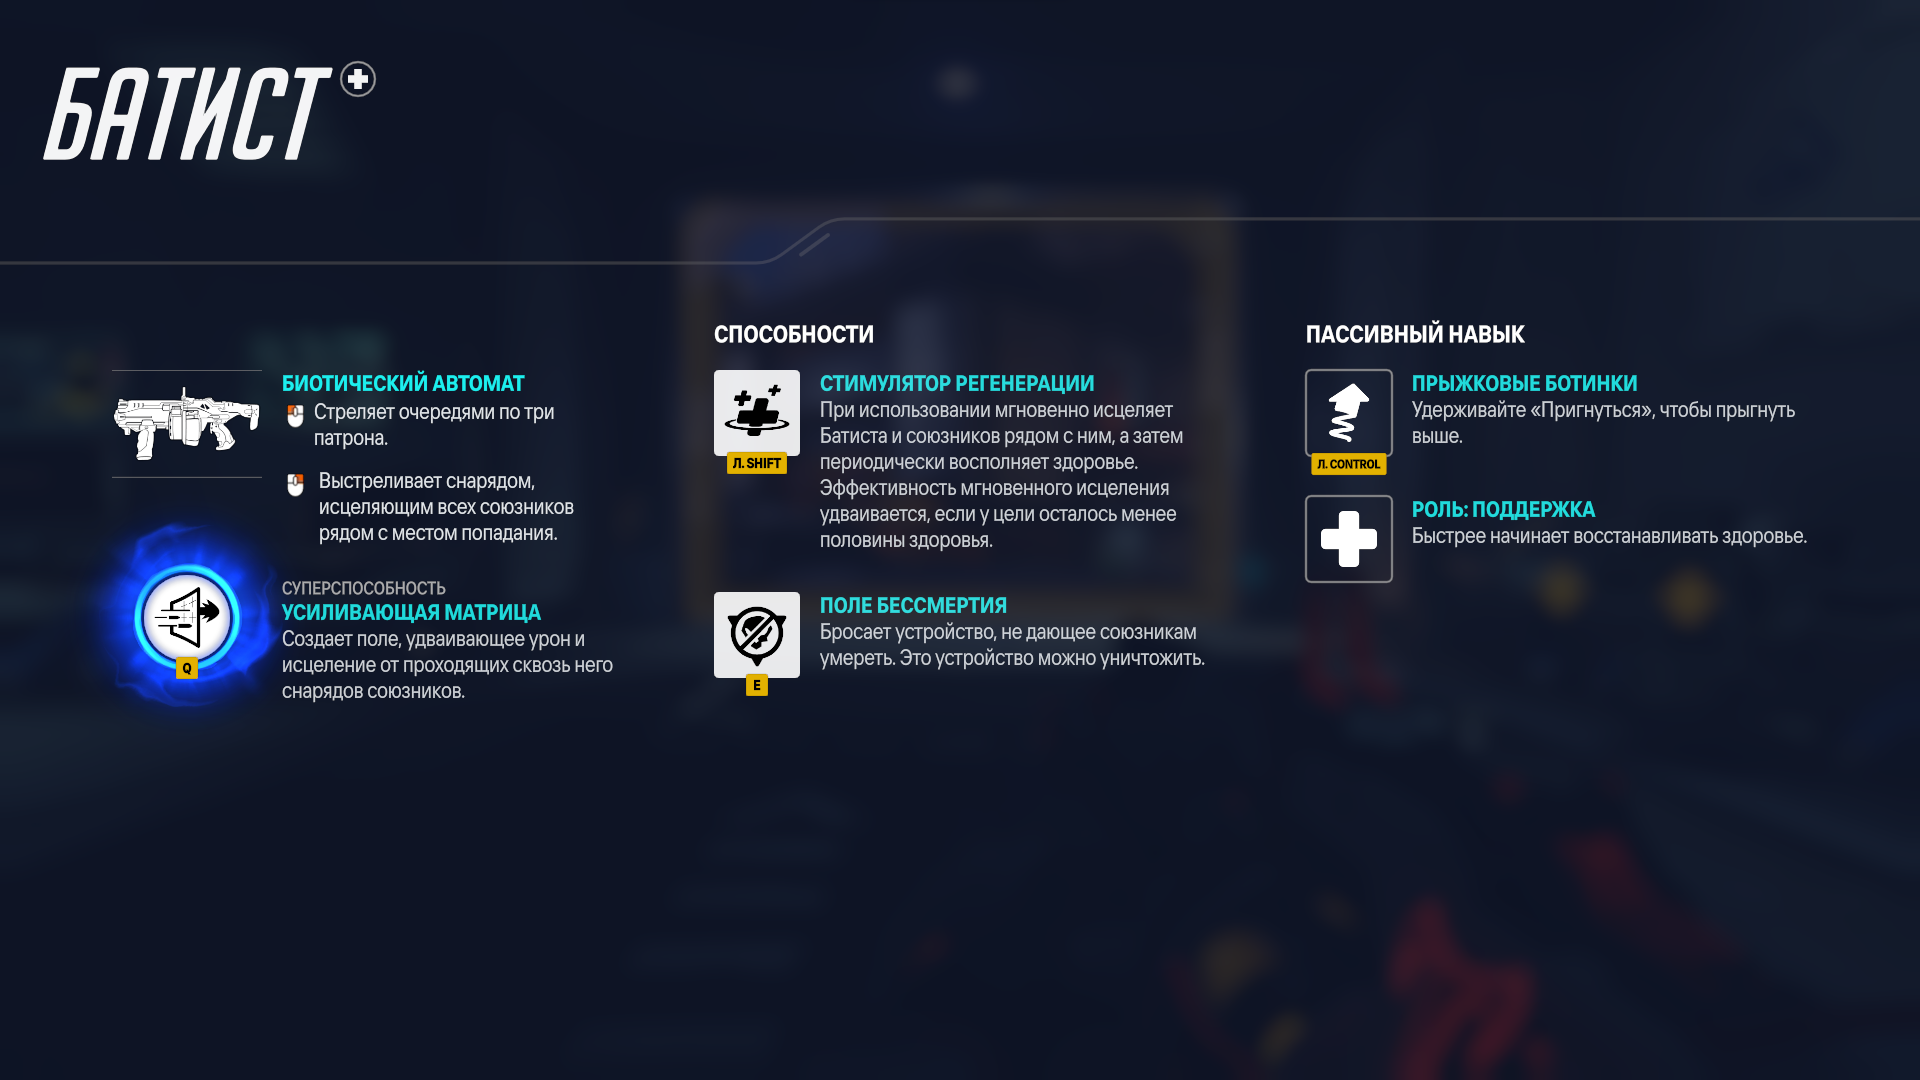 БАТИСТ
БИОТИЧЕСКИЙ АВТОМАТ
Стреляет очередями по три
патрона.
Выстреливает снарядом,
исцеляющим всех союзников
рядом с местом попадания.
СУПЕРСПОСОБНОСТЬ
УСИЛИВАЮЩАЯ МАТРИЦА
Создает поле, удваивающее урон и
исцеление от проходящих сквозь него
снарядов союзников.
Q
СПОСОБНОСТИ
СТИМУЛЯТОР РЕГЕНЕРАЦИИ
При использовании мгновенно исцеляет
Батиста и союзников рядом с ним, а затем
периодически восполняет здоровье.
Эффективность мгновенного исцеления
удваивается, если у цели осталось менее
половины здоровья.
Л. SHIFT
ПОЛЕ БЕССМЕРТИЯ
Бросает устройство, не дающее союзникам
умереть. Это устройство можно уничтожить.
E
ПАССИВНЫЙ НАВЫК
ПРЫЖКОВЫЕ БОТИНКИ
Удерживайте «Пригнуться», чтобы прыгнуть
выше.
Л. CONTROL
РОЛЬ: ПОДДЕРЖКА
Быстрее начинает восстанавливать здоровье.